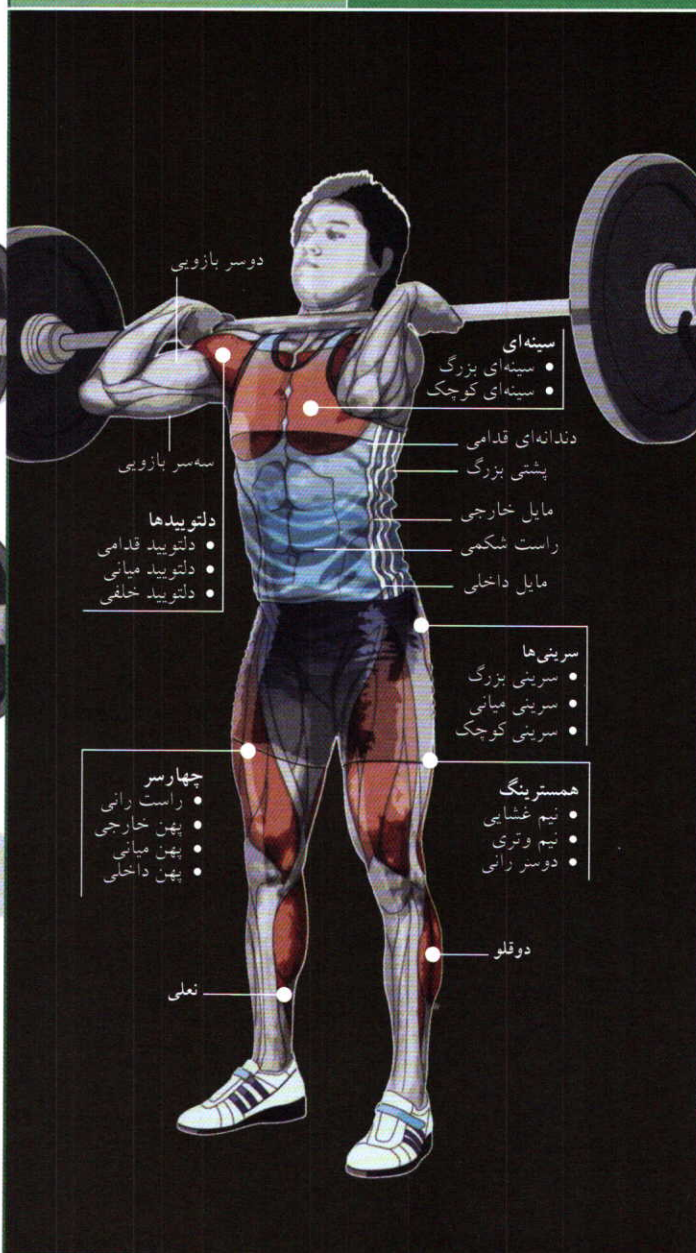 دوسر بازویی
سینه‌ای
• سینه‌ای بزرگ
• سینه‌ای کوچک
دندانه‌ای قدامی
پشتی بزرگ
سه‌سر بازویی
مایل خارجی
راست شکمی
مایل داخلی
دلتوییدها
• دلتویید قدامی
• دلتویید میانی
• دلتویید خلفی
سرینی‌ها
• سرینی بزرگ
• سرینی میانی
• سرینی کوچک
چهارسر
• راست رانی
• پهن خارجی
• پهن میانی
• پهن داخلی
همسترینگ
• نیم غشایی
• نیم وتری
• دوسر رانی
دوقلو
نعلی